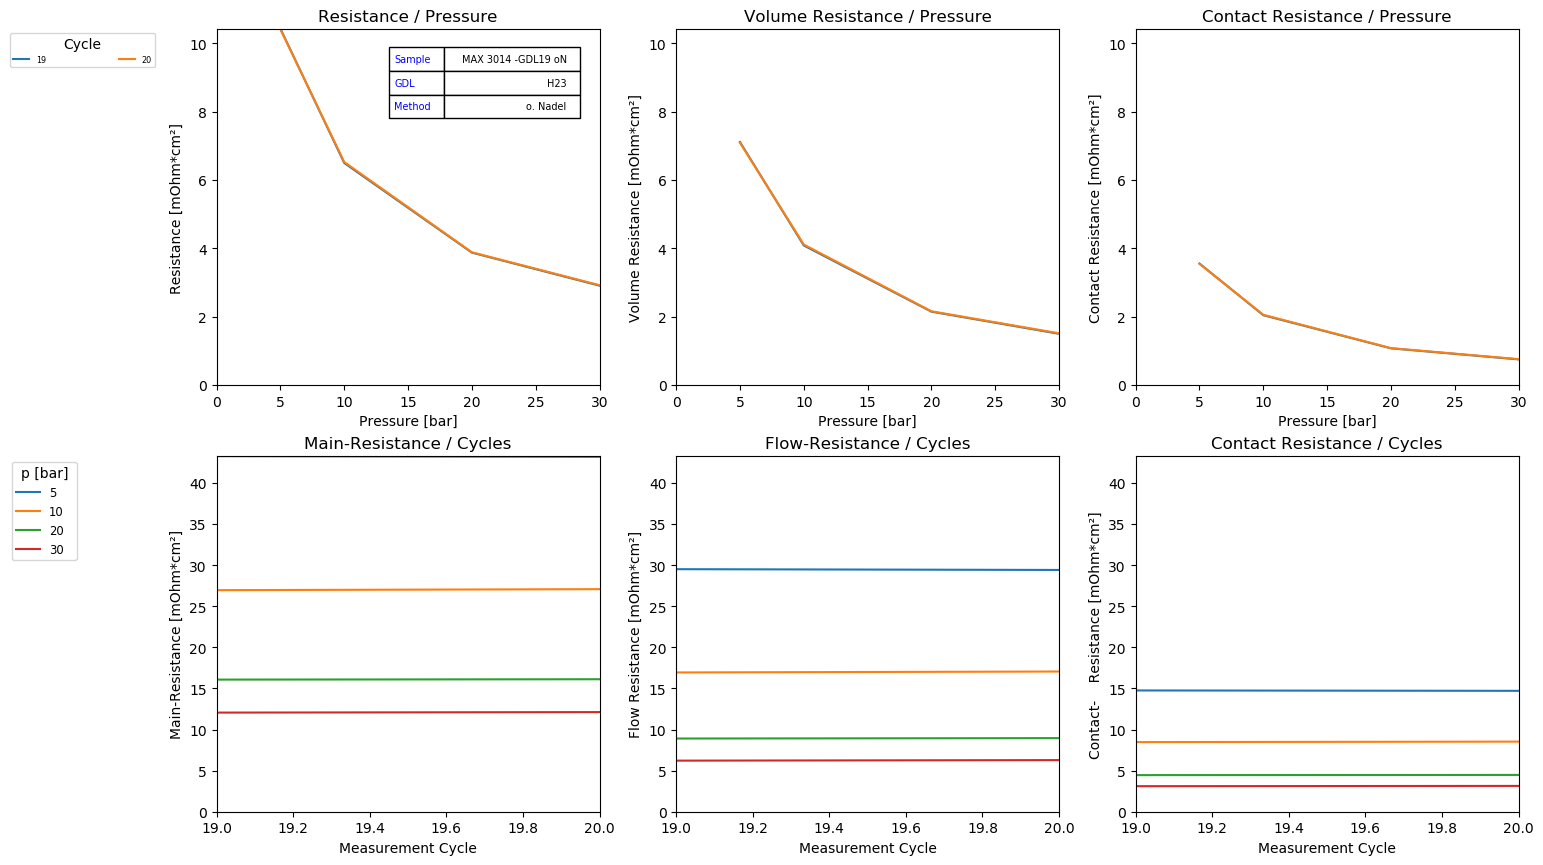 Cycle
19 20
Resistance / Pressure
Resistance [mOhm*cm²]
10
8
6
4
2
0
Sample MAX 3014 -GDL19 oN
GDL H23
Method o. Nadel
0 5 10 15 20 25 30
Pressure [bar]
Volume Resistance / Pressure
Volume Resistance [mOhm*cm²]
10
8
6
4
2
0
0 5 10 15 20 25 30
Pressure [bar]
Contact Resistance / Pressure
Contact Resistance [mOhm*cm²]
10
8
6
4
2
0
0 5 10 15 20 25 30
Pressure [bar]
p [bar]
5
10
20
30
Main-Resistance / Cycles
Main-Resistance [mOhm*cm²]
40
35
30
25
20
15
10
5
0
19.0 19.2 19.4 19.6 19.8 20.0
Measurement Cycle
Flow-Resistance / Cycles
Flow Resistance [mOhm*cm²]
40
35
30
25
20
15
10
5
0
19.0 19.2 19.4 19.6 19.8 20.0
Measurement Cycle
Contact Resistance / Cycles
Contact- Resistance [mOhm*cm²]
40
35
30
25
20
15
10
5
0
19.0 19.2 19.4 19.6 19.8 20.0
Measurement Cycle